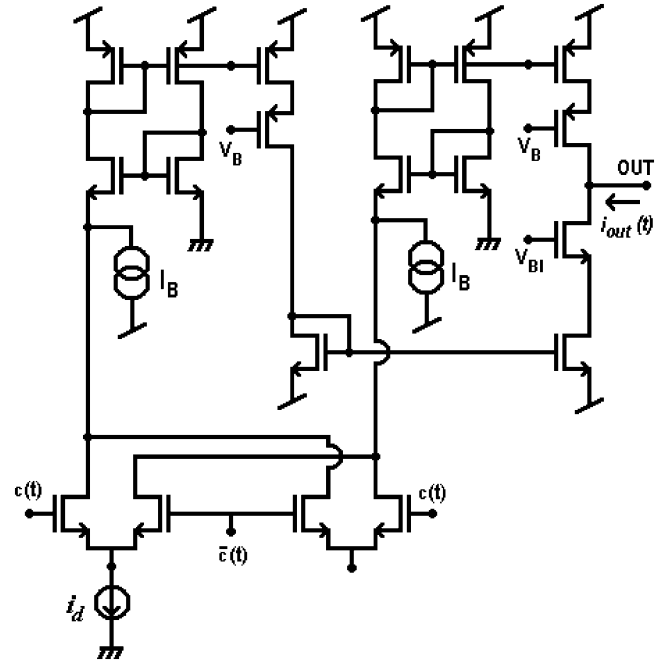 V_B
V_B
OUT
i_out(t)
I_B
I_B
V_BI
c(t)
c(t)
c̄(t)
i_d